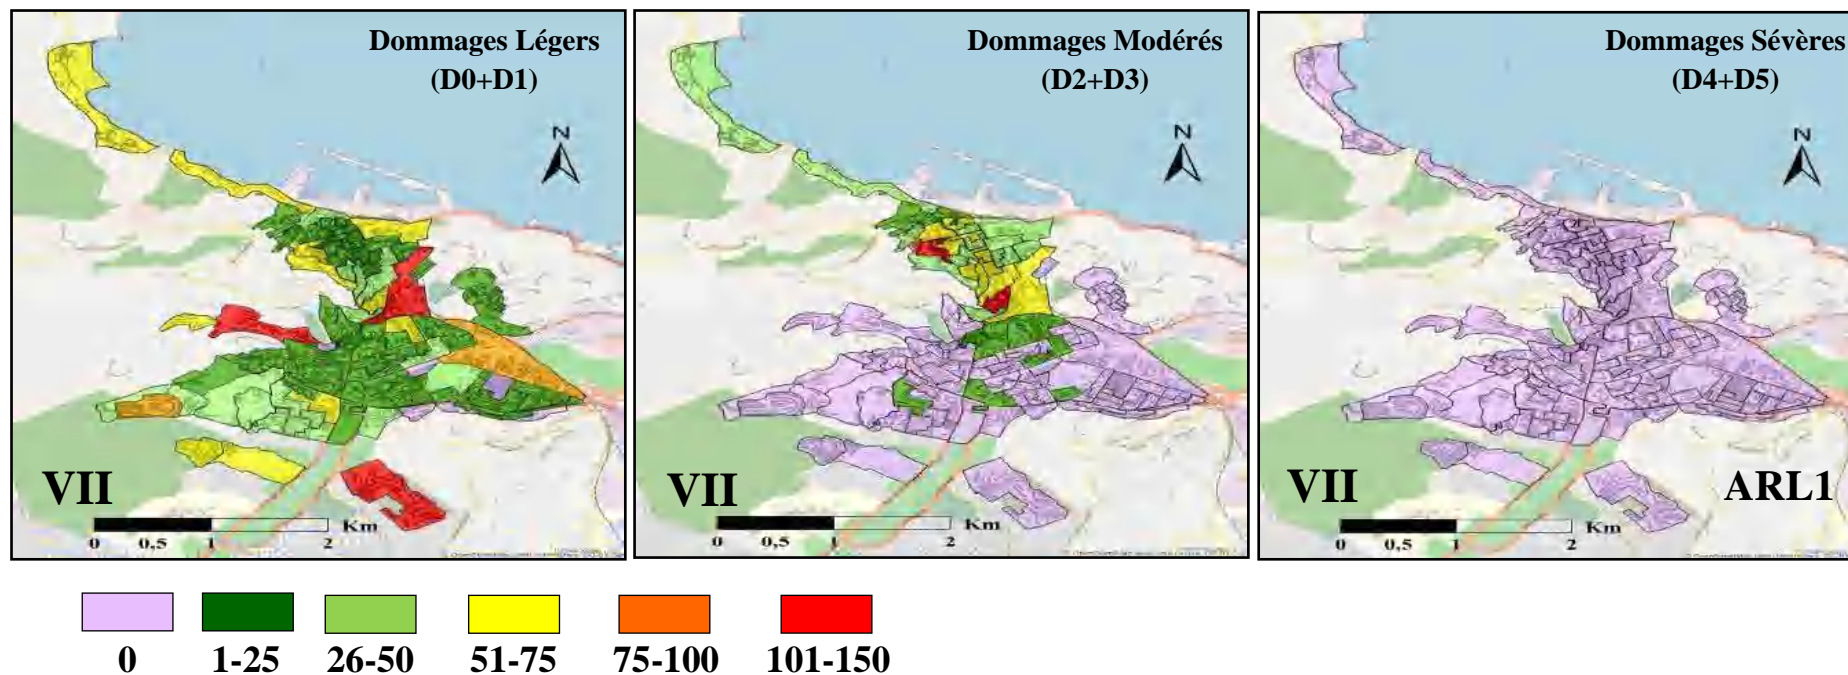 Dommages Légers
(D0+D1)
N
VII
Km
0 0,5 1 2
Dommages Modérés
(D2+D3)
N
VII
Km
0 0,5 1 2
Dommages Sévères
(D4+D5)
N
VII
ARL1
Km
0 0,5 1 2
0 1-25 26-50 51-75 75-100 101-150